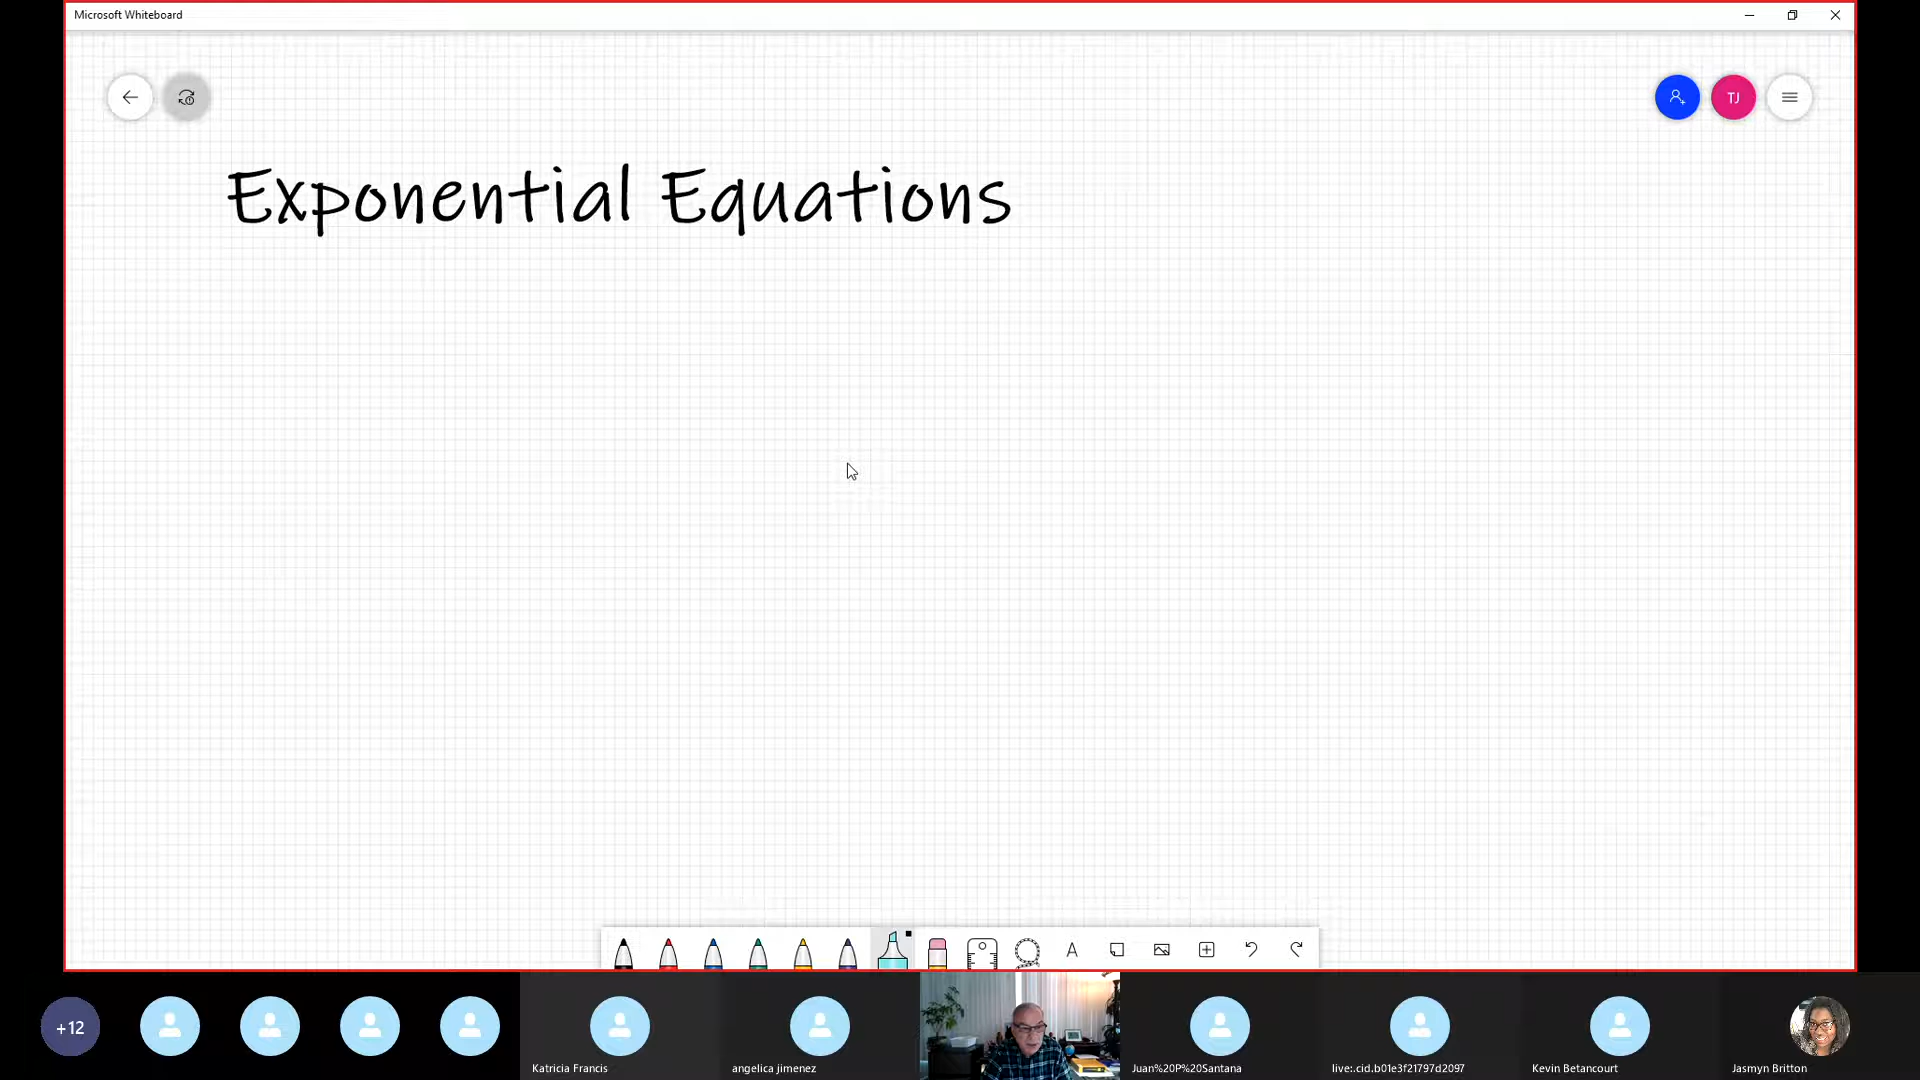 Microsoft Whiteboard
TJ
Exponential Equations
A
+12
Katricia Francis
angelica jimenez
Juan%20P%20Santana
live:.cid.b01e3f21797d2097
Kevin Betancourt
Jasmyn Britton